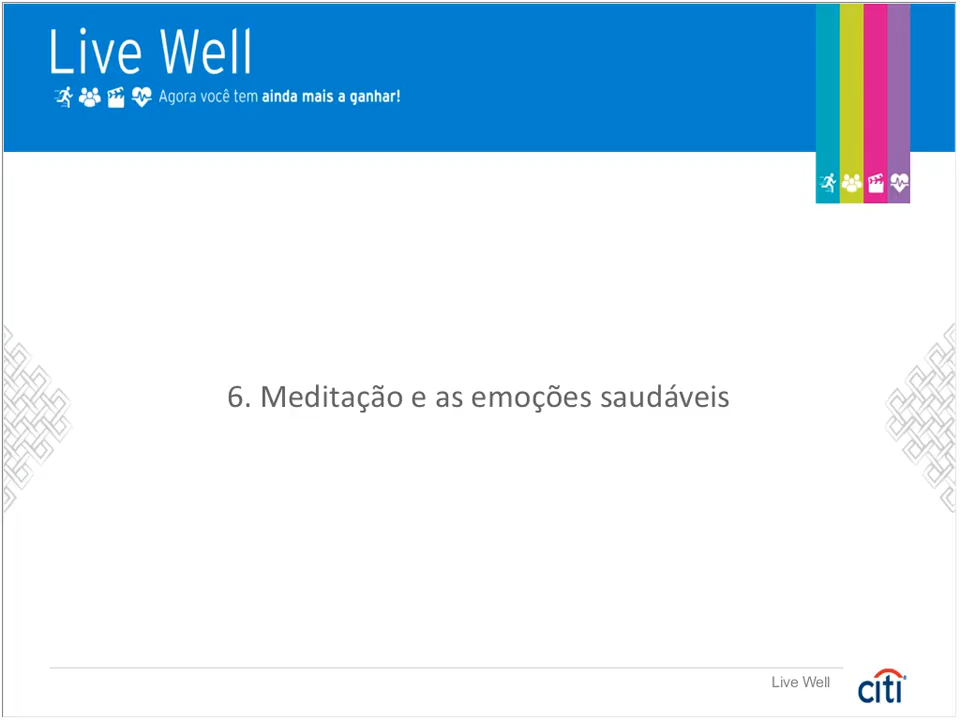 Live Well
Agora você tem ainda mais a ganhar!
6. Meditação e as emoções saudáveis
Live Well
citi